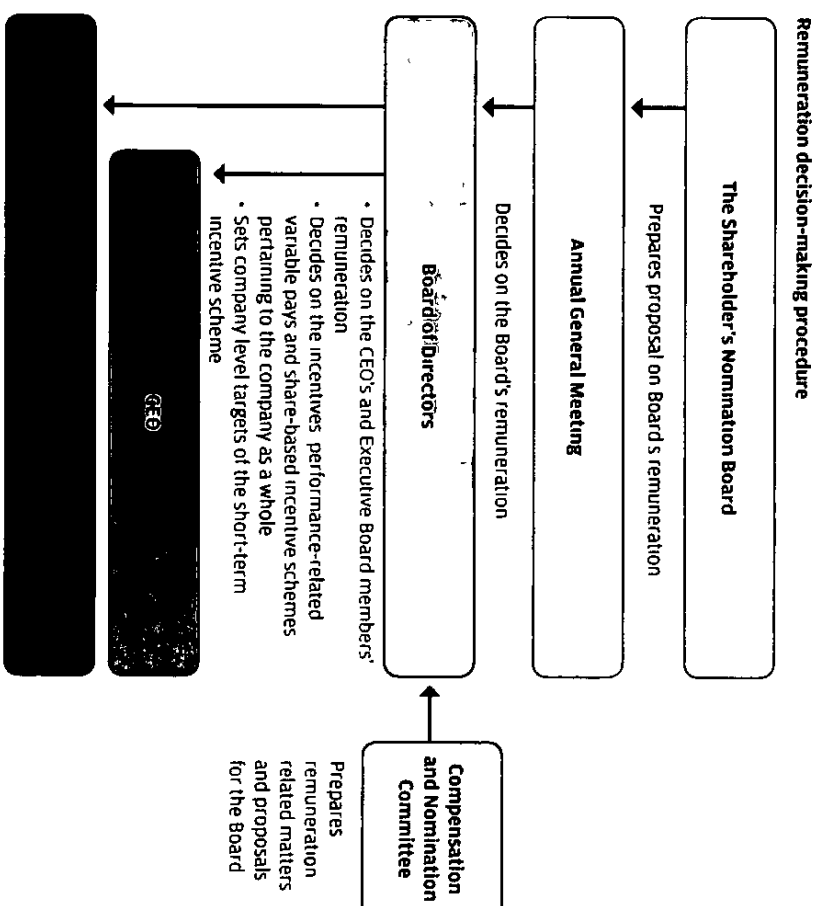 Remuneration decision-making procedure
The Shareholder's Nomination Board
Prepares proposal on Board s remuneration
Annual General Meeting
Decides on the Board's remuneration
Board of Directors
• Decides on the CEO's and Executive Board members'
remuneration
• Decides on the incentives performance-related
variable pays and share-based incentive schemes
pertaining to the company as a whole
• Sets company level targets of the short-term
incentive scheme
CEO
Compensation
and Nomination
Committee
Prepares
remuneration
related matters
and proposals
for the Board